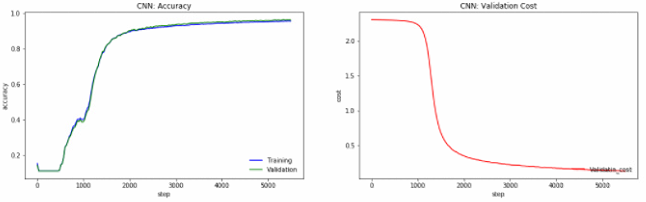 CNN: Accuracy
1.0
0.8
0.6
0.4
0.2
accuracy
0
1000
2000
3000
4000
5000
step
Training
Validation
CNN: Validation Cost
2.0
1.5
1.0
0.5
cost
0
1000
2000
3000
4000
5000
step